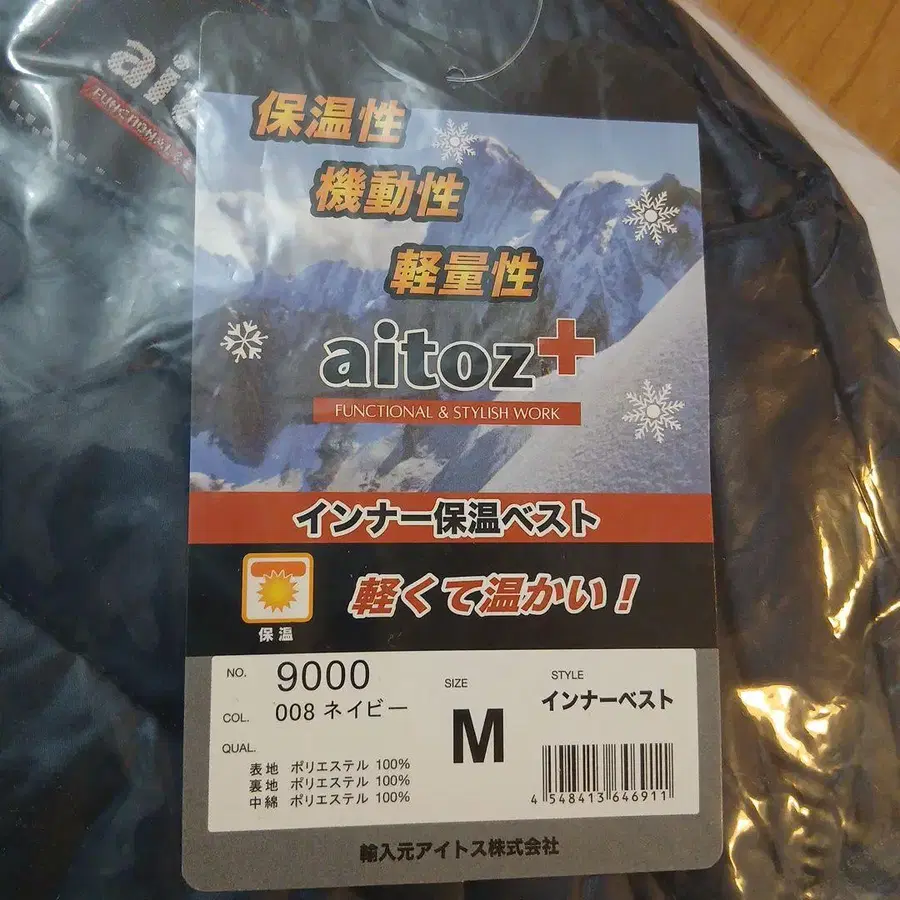 保温性
機動性
軽量性
aitoz+
FUNCTIONAL & STYLISH WORK
インナー保温ベスト
保温
軽くて温かい!
NO. 9000
COL. 008 ネイビー
QUAL.
表地 ポリエステル 100%
裏地 ポリエステル 100%
中綿 ポリエステル 100%
SIZE
M
STYLE
インナーベスト
4 548413 646911
輸入元アイトス株式会社